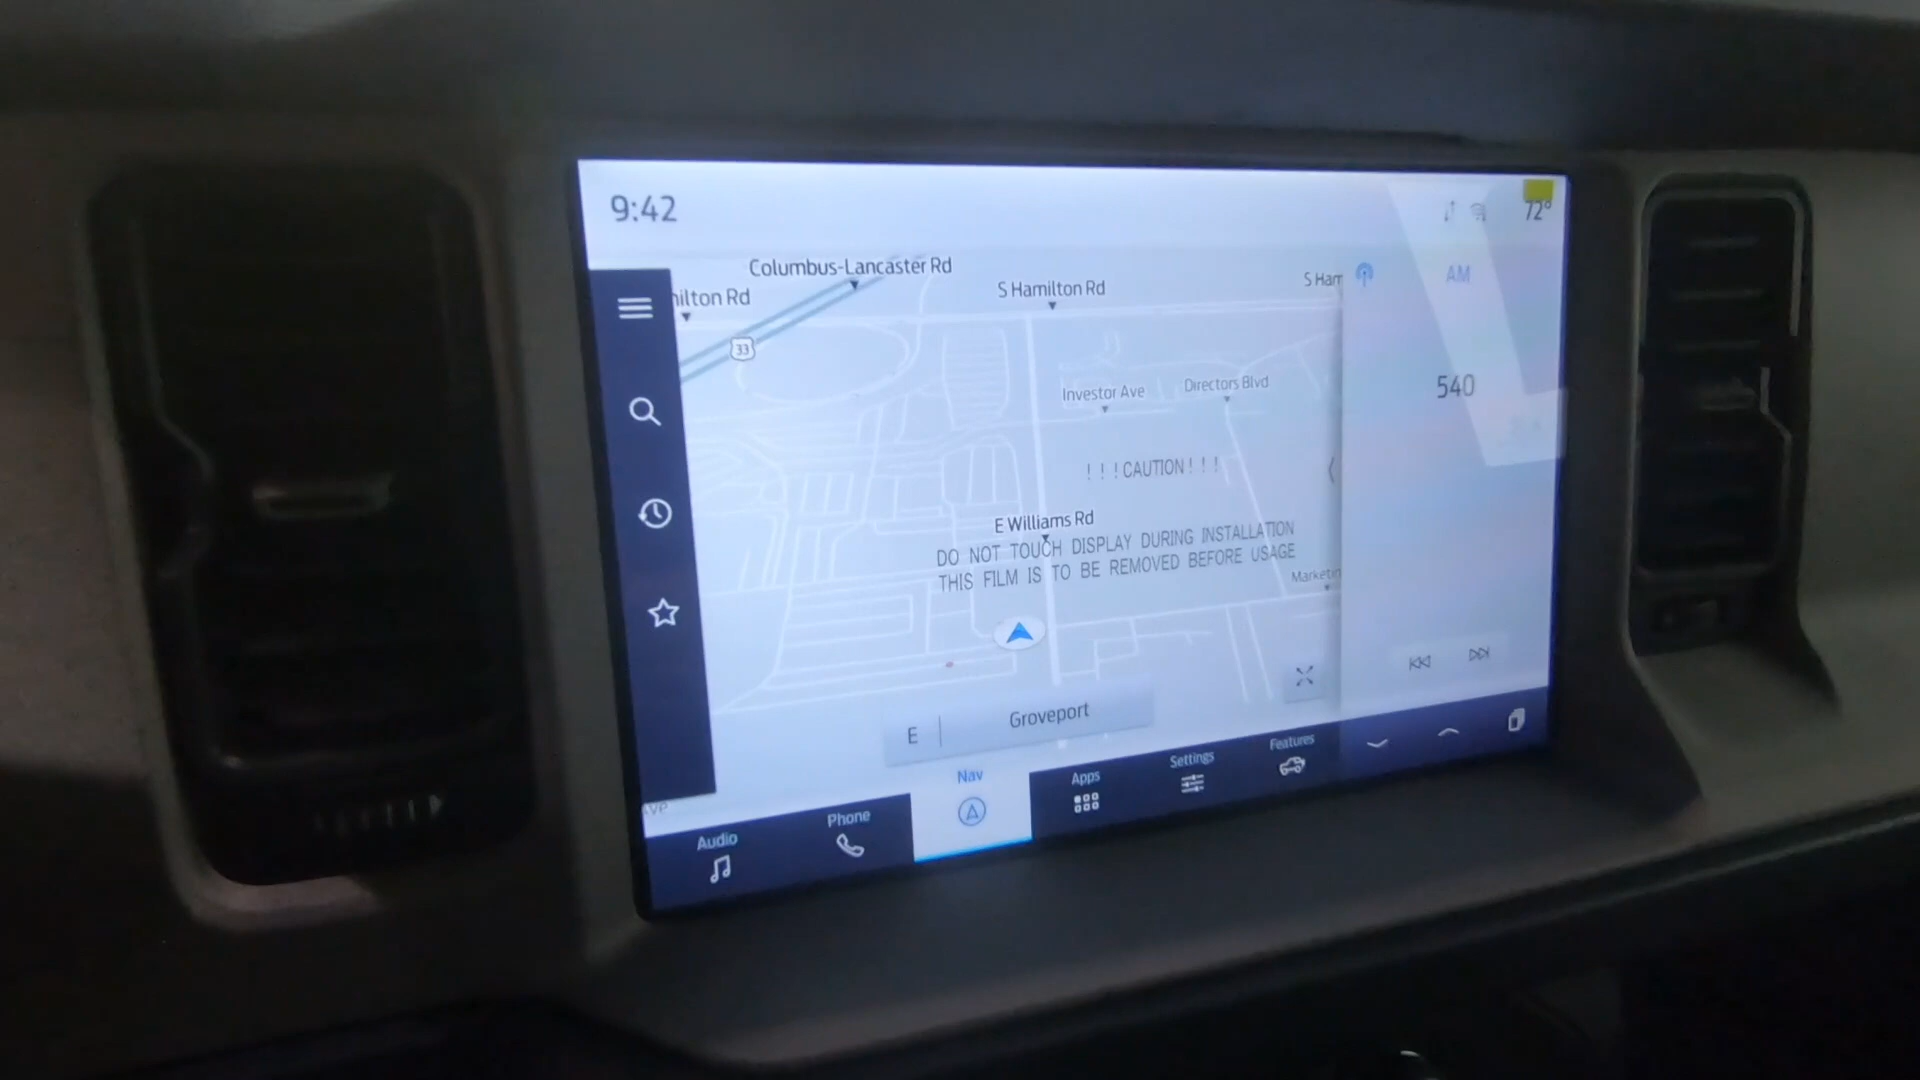 9:42
72°
Columbus-Lancaster Rd
ilton Rd
S Hamilton Rd
S Ham
AM
33
540
Investor Ave
Directors Blvd
! ! ! CAUTION ! ! !
E Williams Rd
DO NOT TOUCH DISPLAY DURING INSTALLATION
THIS FILM IS TO BE REMOVED BEFORE USAGE
Marketin
E
Groveport
Audio
Phone
Nav
Apps
Settings
Features